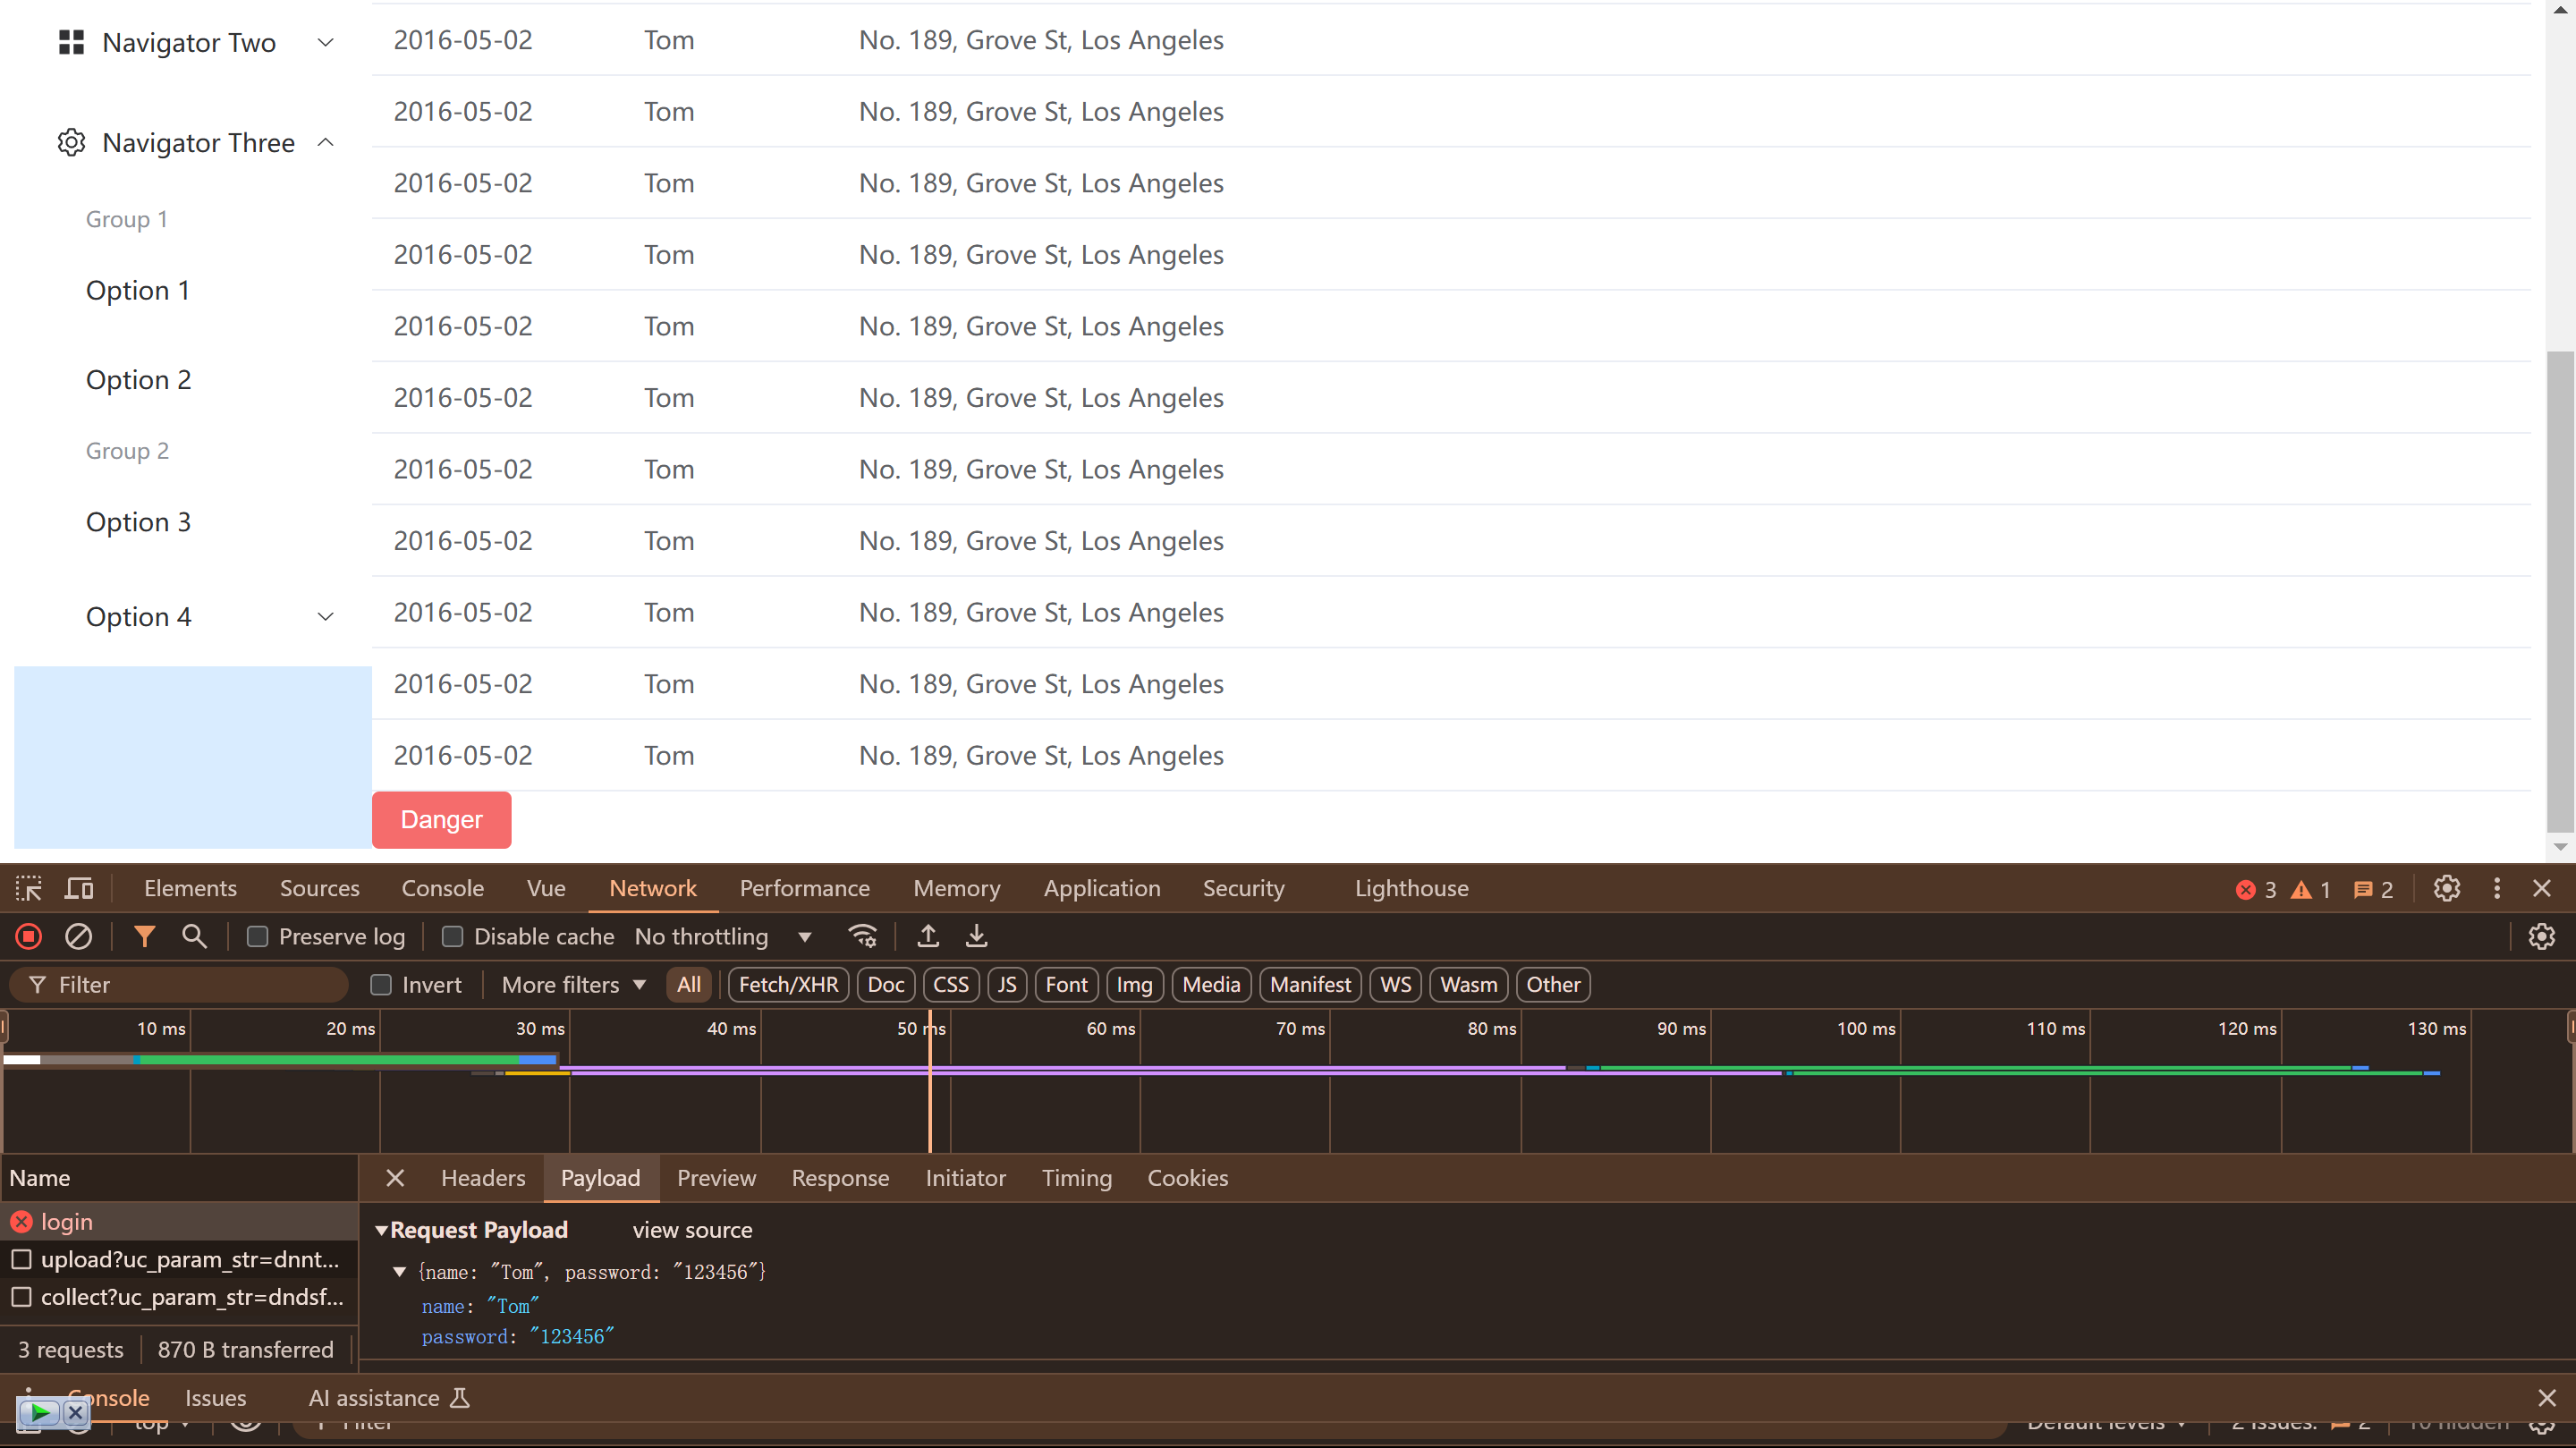 Navigator Two
Navigator Three
Group 1
Option 1
Option 2
Group 2
Option 3
Option 4
2016-05-02 Tom No. 189, Grove St, Los Angeles
2016-05-02 Tom No. 189, Grove St, Los Angeles
2016-05-02 Tom No. 189, Grove St, Los Angeles
2016-05-02 Tom No. 189, Grove St, Los Angeles
2016-05-02 Tom No. 189, Grove St, Los Angeles
2016-05-02 Tom No. 189, Grove St, Los Angeles
2016-05-02 Tom No. 189, Grove St, Los Angeles
2016-05-02 Tom No. 189, Grove St, Los Angeles
2016-05-02 Tom No. 189, Grove St, Los Angeles
2016-05-02 Tom No. 189, Grove St, Los Angeles
2016-05-02 Tom No. 189, Grove St, Los Angeles
Danger
Elements Sources Console Vue Network Performance Memory Application Security Lighthouse 3 1 2
Preserve log Disable cache No throttling
Filter Invert More filters All Fetch/XHR Doc CSS JS Font Img Media Manifest WS Wasm Other
10 ms 20 ms 30 ms 40 ms 50 ms 60 ms 70 ms 80 ms 90 ms 100 ms 110 ms 120 ms 130 ms
Name
login
upload?uc_param_str=dnnt...
collect?uc_param_str=dndsf...
3 requests 870 B transferred
Headers Payload Preview Response Initiator Timing Cookies
Request Payload view source
{name: "Tom", password: "123456"}
name: "Tom"
password: "123456"
Console Issues AI assistance
top Filter Default levels 2 Issues: 2 10 hidden